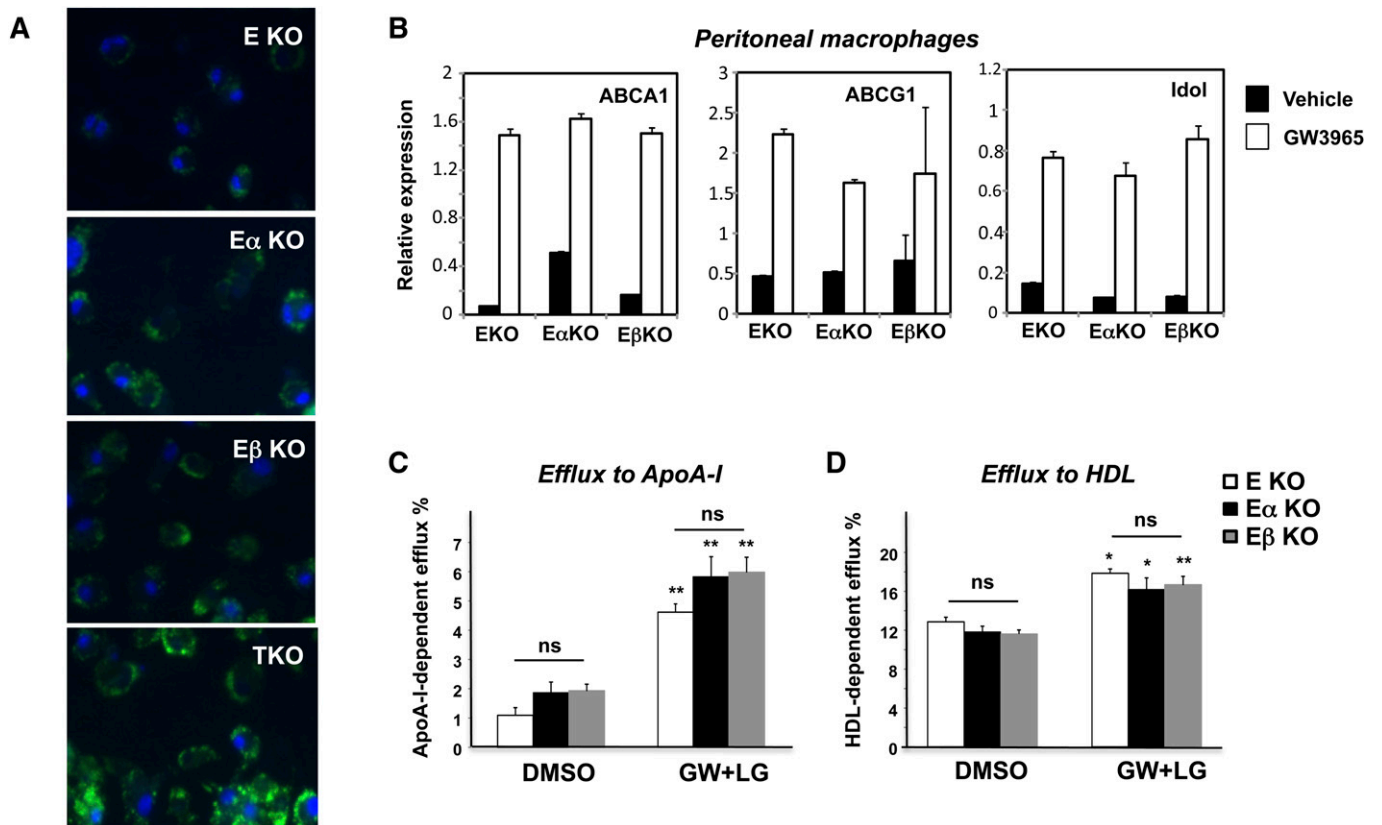 A
E KO
Eα KO
Eβ KO
TKO
B
Peritoneal macrophages
Relative expression
2
1.6
1.2
0.8
0.4
0
ABCA1
EKO EαKO EβKO
3
2.5
2
1.5
1
0.5
0
ABCG1
EKO EαKO EβKO
1.2
1
0.8
0.6
0.4
0.2
0
Idol
EKO EαKO EβKO
Vehicle
GW3965
C
Efflux to ApoA-I
ApoA-I-dependent efflux %
7
6
5
4
3
2
1
0
ns
ns
** ** **
DMSO GW+LG
D
Efflux to HDL
HDL-dependent efflux %
20
16
12
8
4
0
ns
ns
* * **
DMSO GW+LG
E KO
Eα KO
Eβ KO